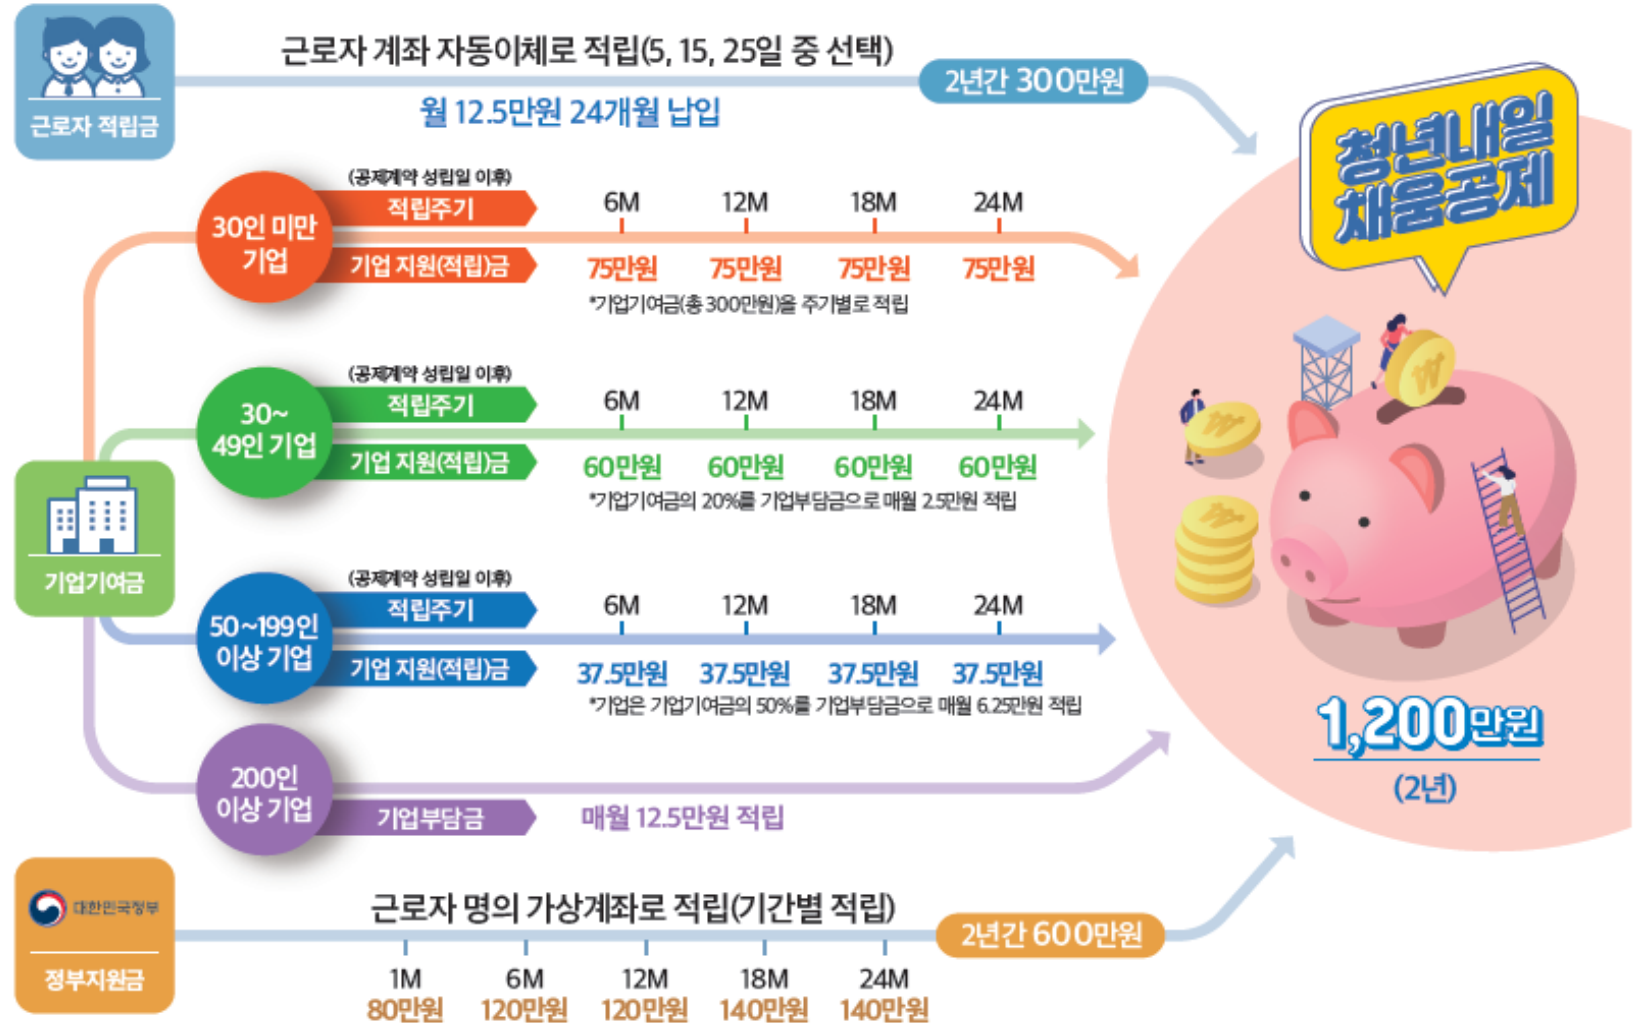 근로자 적립금
근로자 계좌 자동이체로 적립(5, 15, 25일 중 선택)
월 12.5만원 24개월 납입
2년간 300만원
청년내일
채움공제
기업기여금
30인 미만
기업
(공제계약 성립일 이후)
적립주기
6M 12M 18M 24M
기업 지원(적립)금
75만원 75만원 75만원 75만원
*기업기여금(총 300만원)을 주기별로 적립
30~
49인 기업
(공제계약 성립일 이후)
적립주기
6M 12M 18M 24M
기업 지원(적립)금
60만원 60만원 60만원 60만원
*기업기여금의 20%를 기업부담금으로 매월 2.5만원 적립
50~199인
이상 기업
(공제계약 성립일 이후)
적립주기
6M 12M 18M 24M
기업 지원(적립)금
37.5만원 37.5만원 37.5만원 37.5만원
*기업은 기업기여금의 50%를 기업부담금으로 매월 6.25만원 적립
200인
이상 기업
기업부담금
매월 12.5만원 적립
1,200만원
(2년)
대한민국정부
정부지원금
근로자 명의 가상계좌로 적립(기간별 적립)
2년간 600만원
1M 6M 12M 18M 24M
80만원 120만원 120만원 140만원 140만원